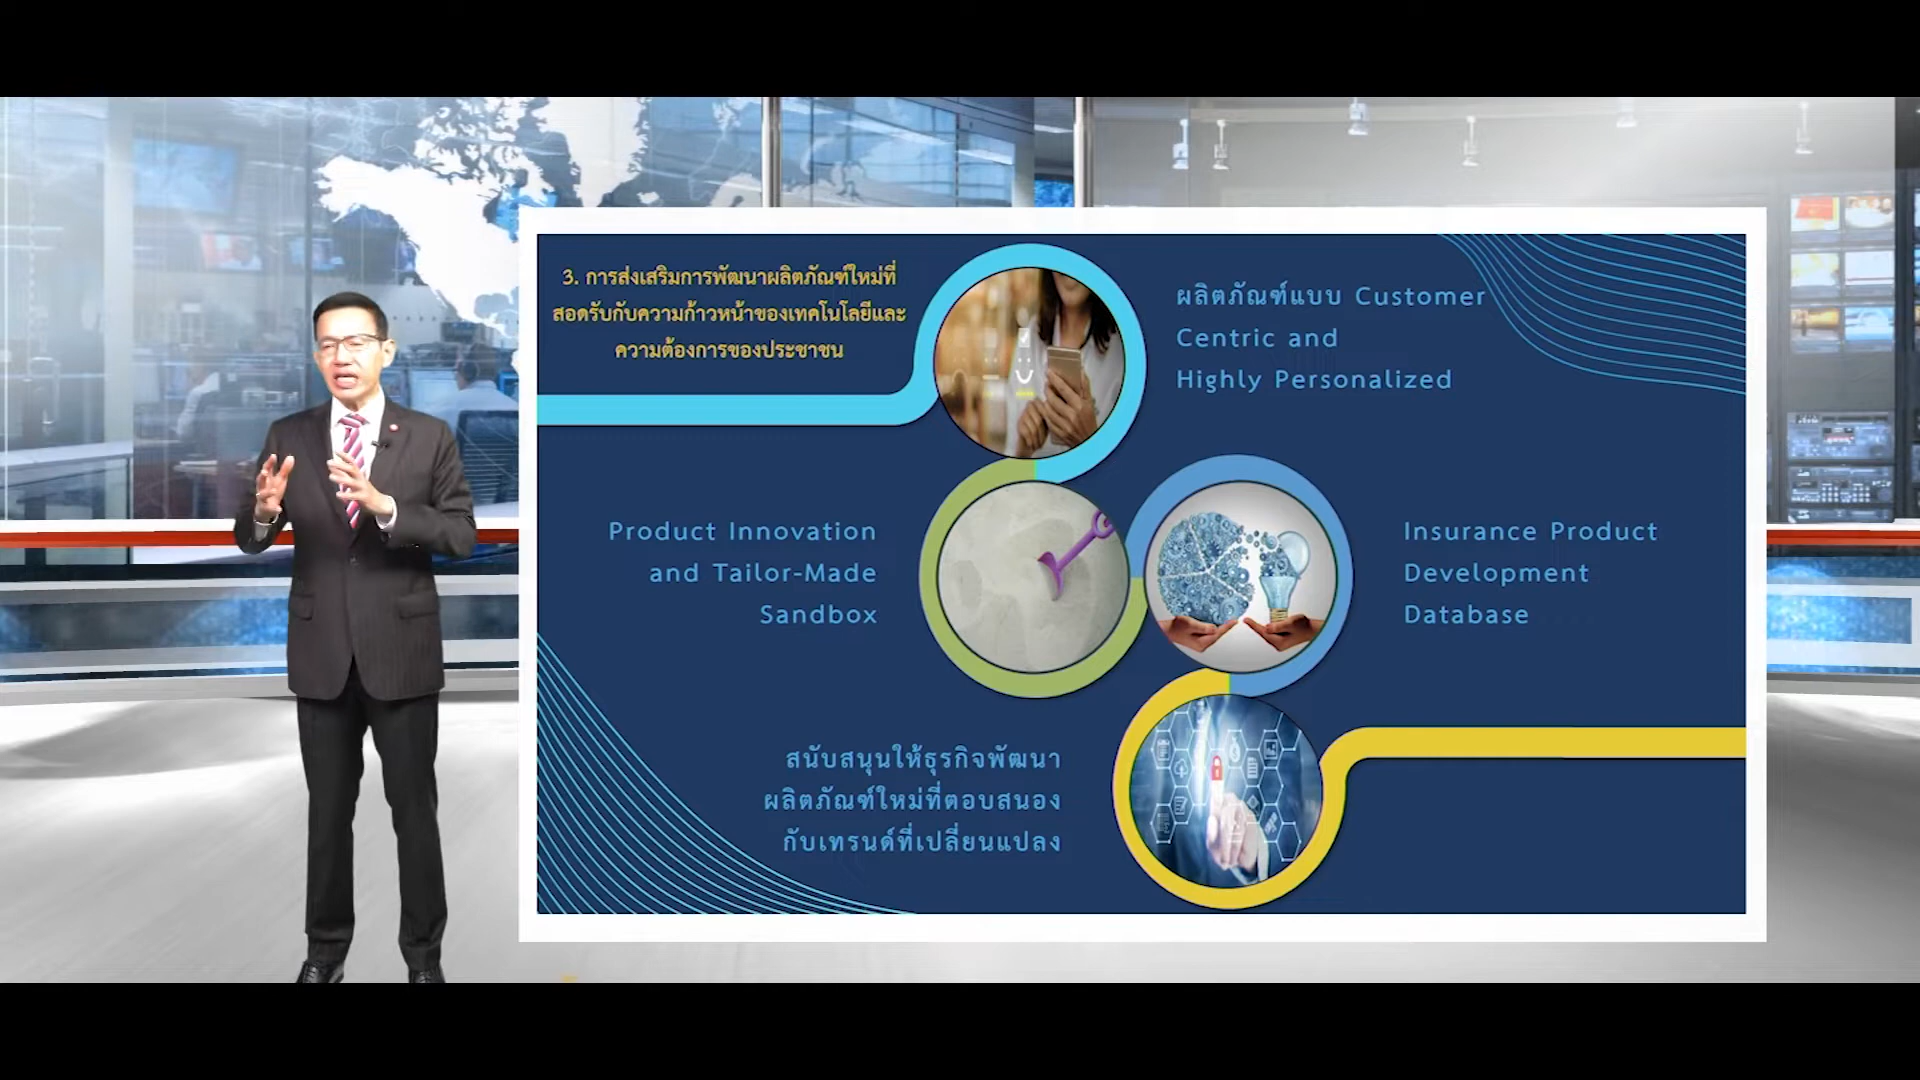 3. การส่งเสริมการพัฒนาผลิตภัณฑ์ใหม่ที่
สอดรับกับความก้าวหน้าของเทคโนโลยีและ
ความต้องการของประชาชน
ผลิตภัณฑ์แบบ Customer
Centric and
Highly Personalized
Product Innovation
and Tailor-Made
Sandbox
Insurance Product
Development
Database
สนับสนุนให้ธุรกิจพัฒนา
ผลิตภัณฑ์ใหม่ที่ตอบสนอง
กับเทรนด์ที่เปลี่ยนแปลง